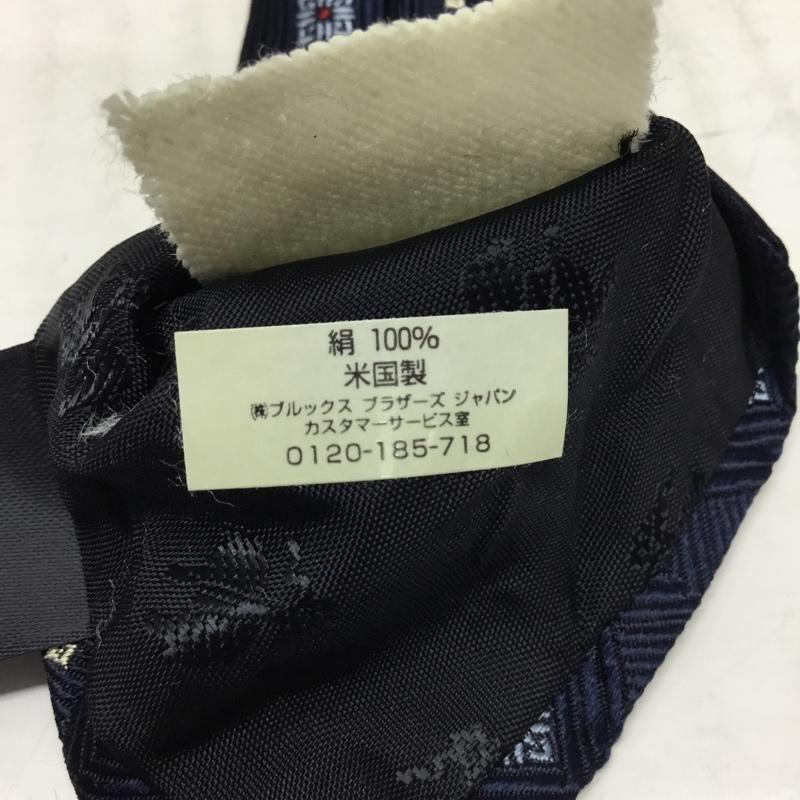 絹 100%
米国製
㈱ブルックス ブラザーズ ジャパン
カスタマーサービス室
0120-185-718